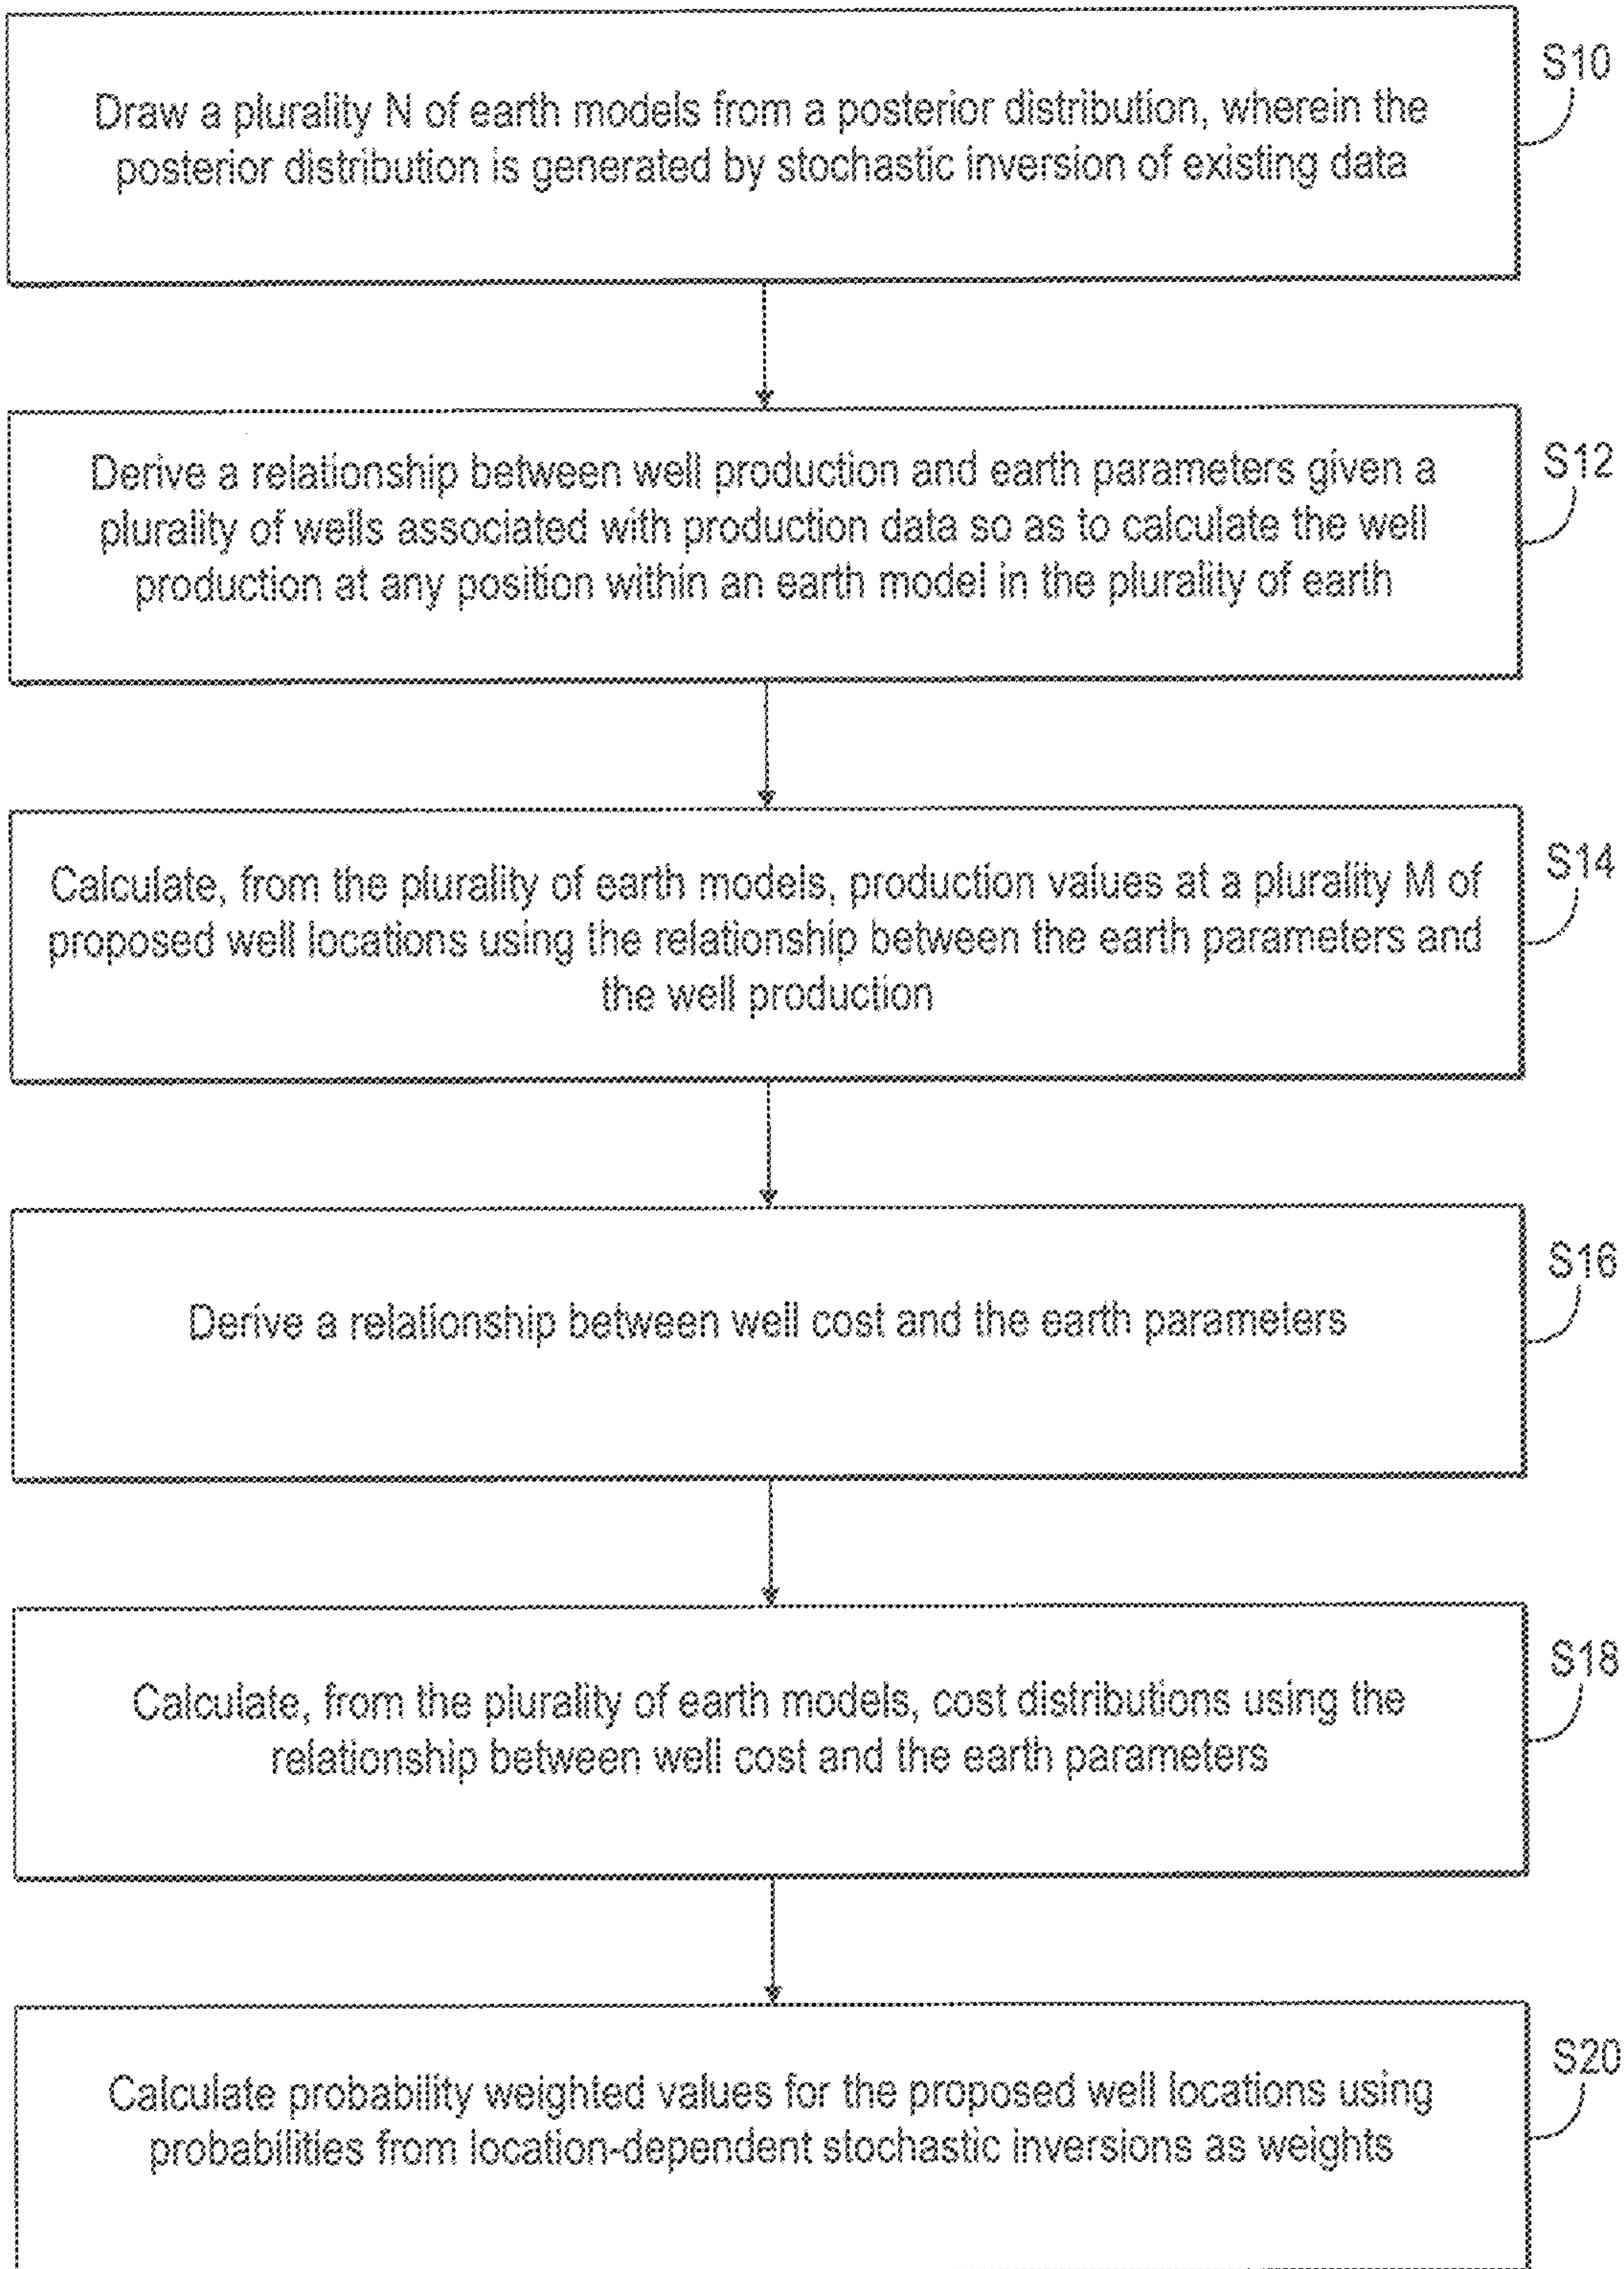 S10
Draw a plurality N of earth models from a posterior distribution, wherein the
posterior distribution is generated by stochastic inversion of existing data
S12
Derive a relationship between well production and earth parameters given a
plurality of wells associated with production data so as to calculate the well
production at any position within an earth model in the plurality of earth
S14
Calculate, from the plurality of earth models, production values at a plurality M of
proposed well locations using the relationship between the earth parameters and
the well production
S16
Derive a relationship between well cost and the earth parameters
S18
Calculate, from the plurality of earth models, cost distributions using the
relationship between well cost and the earth parameters
S20
Calculate probability weighted values for the proposed well locations using
probabilities from location-dependent stochastic inversions as weights